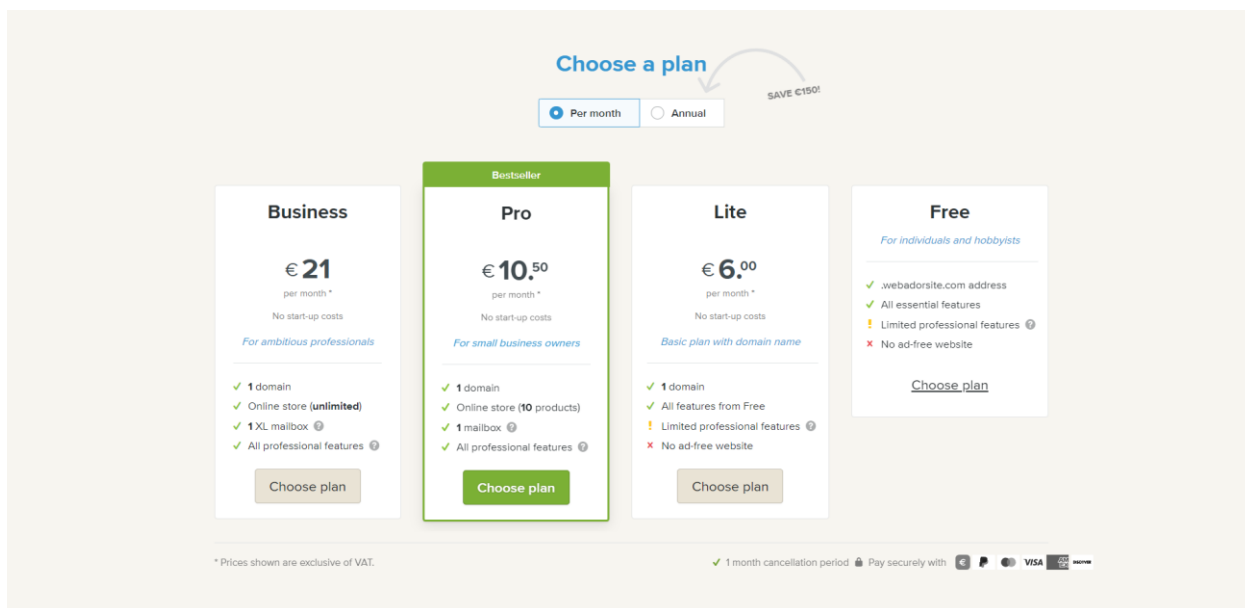 Choose a plan
SAVE €150!
Per month
Annual
Business
€ 21
per month *
No start-up costs
For ambitious professionals
1 domain
Online store (unlimited)
1 XL mailbox ?
All professional features ?
Choose plan
Bestseller
Pro
€ 10.50
per month *
No start-up costs
For small business owners
1 domain
Online store (10 products)
1 mailbox ?
All professional features ?
Choose plan
Lite
€ 6.00
per month *
No start-up costs
Basic plan with domain name
1 domain
All features from Free
! Limited professional features ?
No ad-free website
Choose plan
Free
For individuals and hobbyists
.webadorsite.com address
All essential features
! Limited professional features ?
No ad-free website
Choose plan
* Prices shown are exclusive of VAT.
1 month cancellation period Pay securely with € VISA DISCOVER